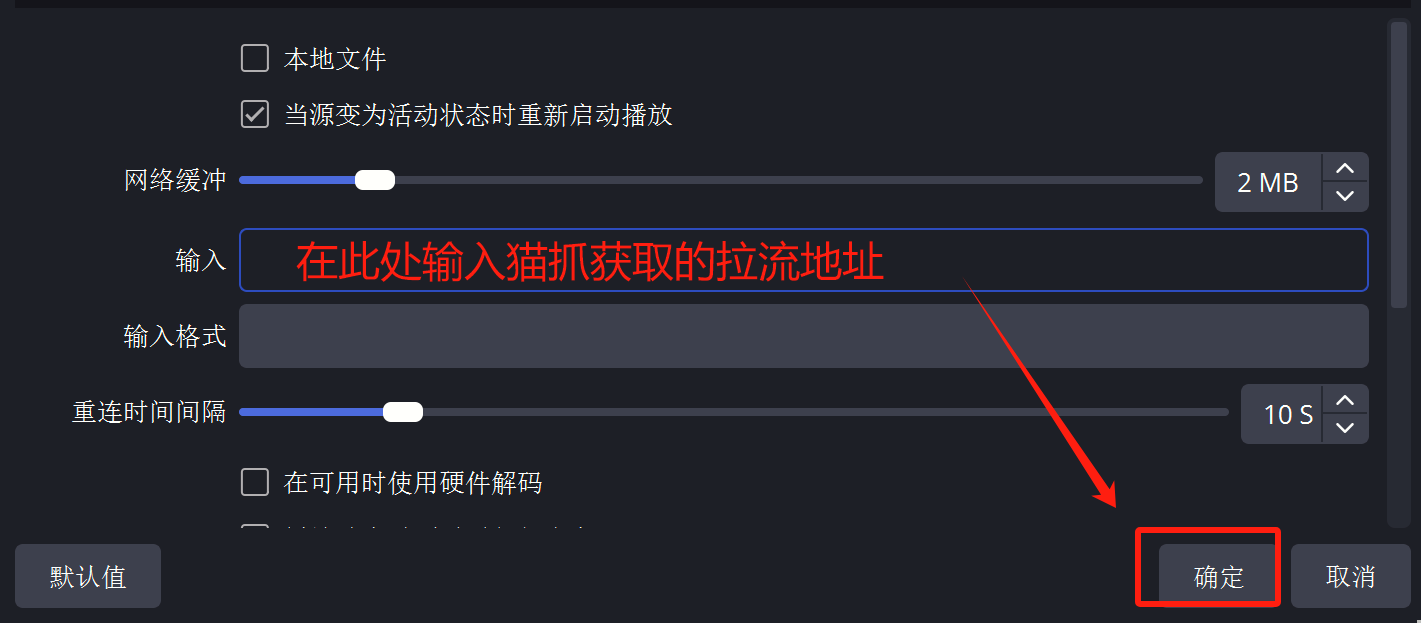 本地文件
当源变为活动状态时重新启动播放
网络缓冲 2 MB
输入 在此处输入猫抓获取的拉流地址
输入格式
重连时间间隔 10 S
在可用时使用硬件解码
默认值 确定 取消